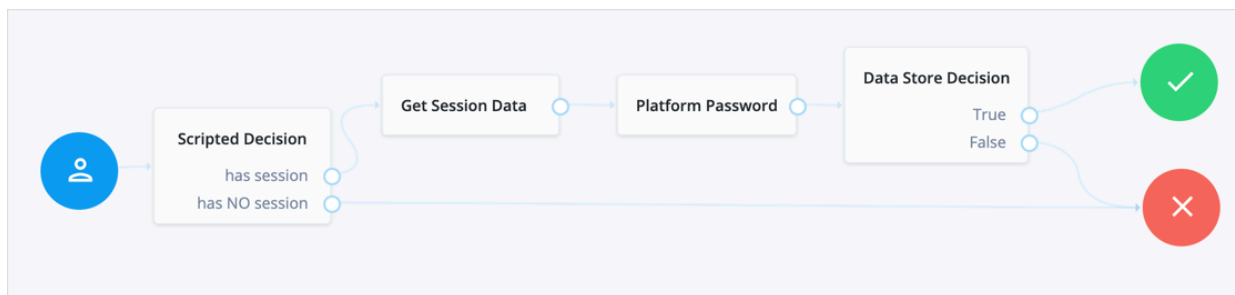 Scripted Decision
has session
has NO session
Get Session Data
Platform Password
Data Store Decision
True
False